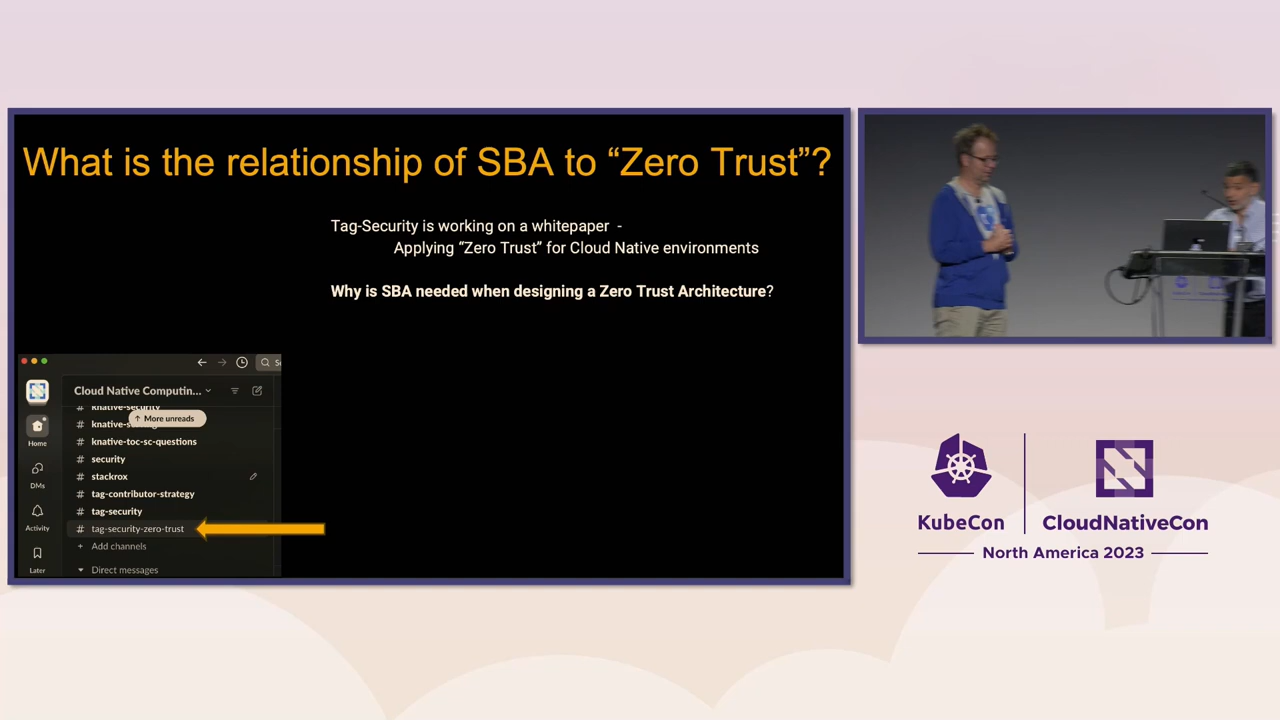 What is the relationship of SBA to “Zero Trust”?
Tag-Security is working on a whitepaper -
Applying “Zero Trust” for Cloud Native environments
Why is SBA needed when designing a Zero Trust Architecture?
Cloud Native Computin...
knative-security
↑ More unreads
# knative-toc-sc-questions
# security
# stackrox
# tag-contributor-strategy
# tag-security
# tag-security-zero-trust
+ Add channels
Direct messages
Home
DMs
Activity
Later
KubeCon
CloudNativeCon
North America 2023